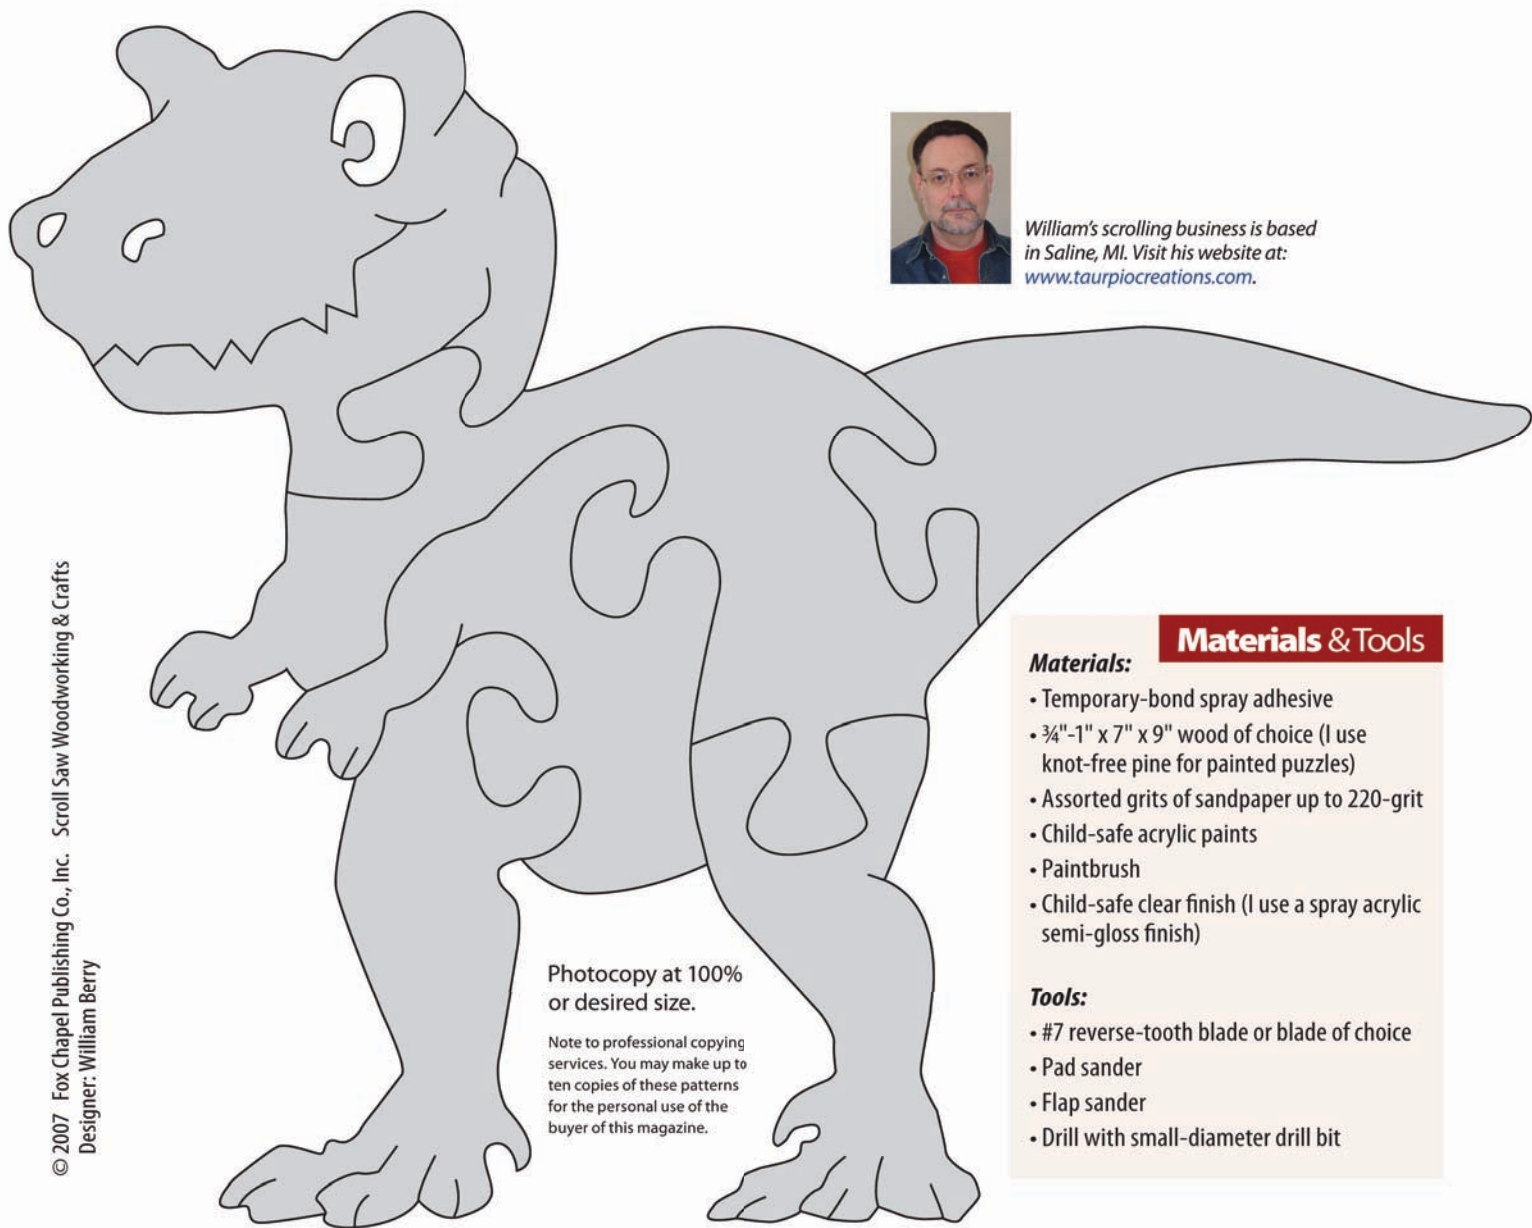 William's scrolling business is based
in Saline, MI. Visit his website at:
www.taurpiocreations.com.
Materials & Tools
Materials:
• Temporary-bond spray adhesive
• ¾"-1" x 7" x 9" wood of choice (I use
knot-free pine for painted puzzles)
• Assorted grits of sandpaper up to 220-grit
• Child-safe acrylic paints
• Paintbrush
• Child-safe clear finish (I use a spray acrylic
semi-gloss finish)
Tools:
• #7 reverse-tooth blade or blade of choice
• Pad sander
• Flap sander
• Drill with small-diameter drill bit
Photocopy at 100%
or desired size.
Note to professional copying
services. You may make up to
ten copies of these patterns
for the personal use of the
buyer of this magazine.
© 2007 Fox Chapel Publishing Co., Inc. Scroll Saw Woodworking & Crafts
Designer: William Berry